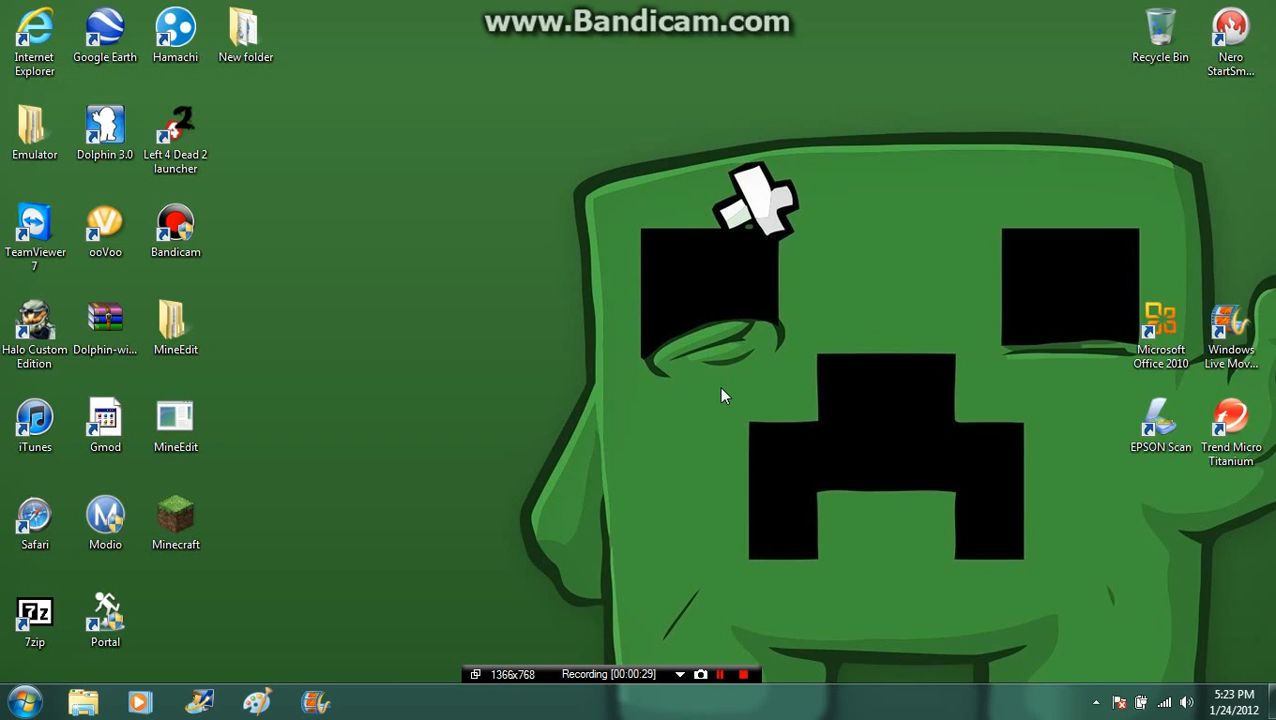 www.Bandicam.com
Internet
Explorer
Google Earth
Hamachi
New folder
Recycle Bin
Nero
StartSm...
Emulator
Dolphin 3.0
Left 4 Dead 2
launcher
TeamViewer
7
ooVoo
Bandicam
Halo Custom
Edition
Dolphin-wi...
MineEdit
Microsoft
Office 2010
Windows
Live Mov...
iTunes
Gmod
MineEdit
EPSON Scan
Trend Micro
Titanium
Safari
Modio
Minecraft
7z
7zip
Portal
1366x768
Recording [00:00:29]
5:23 PM
1/24/2012